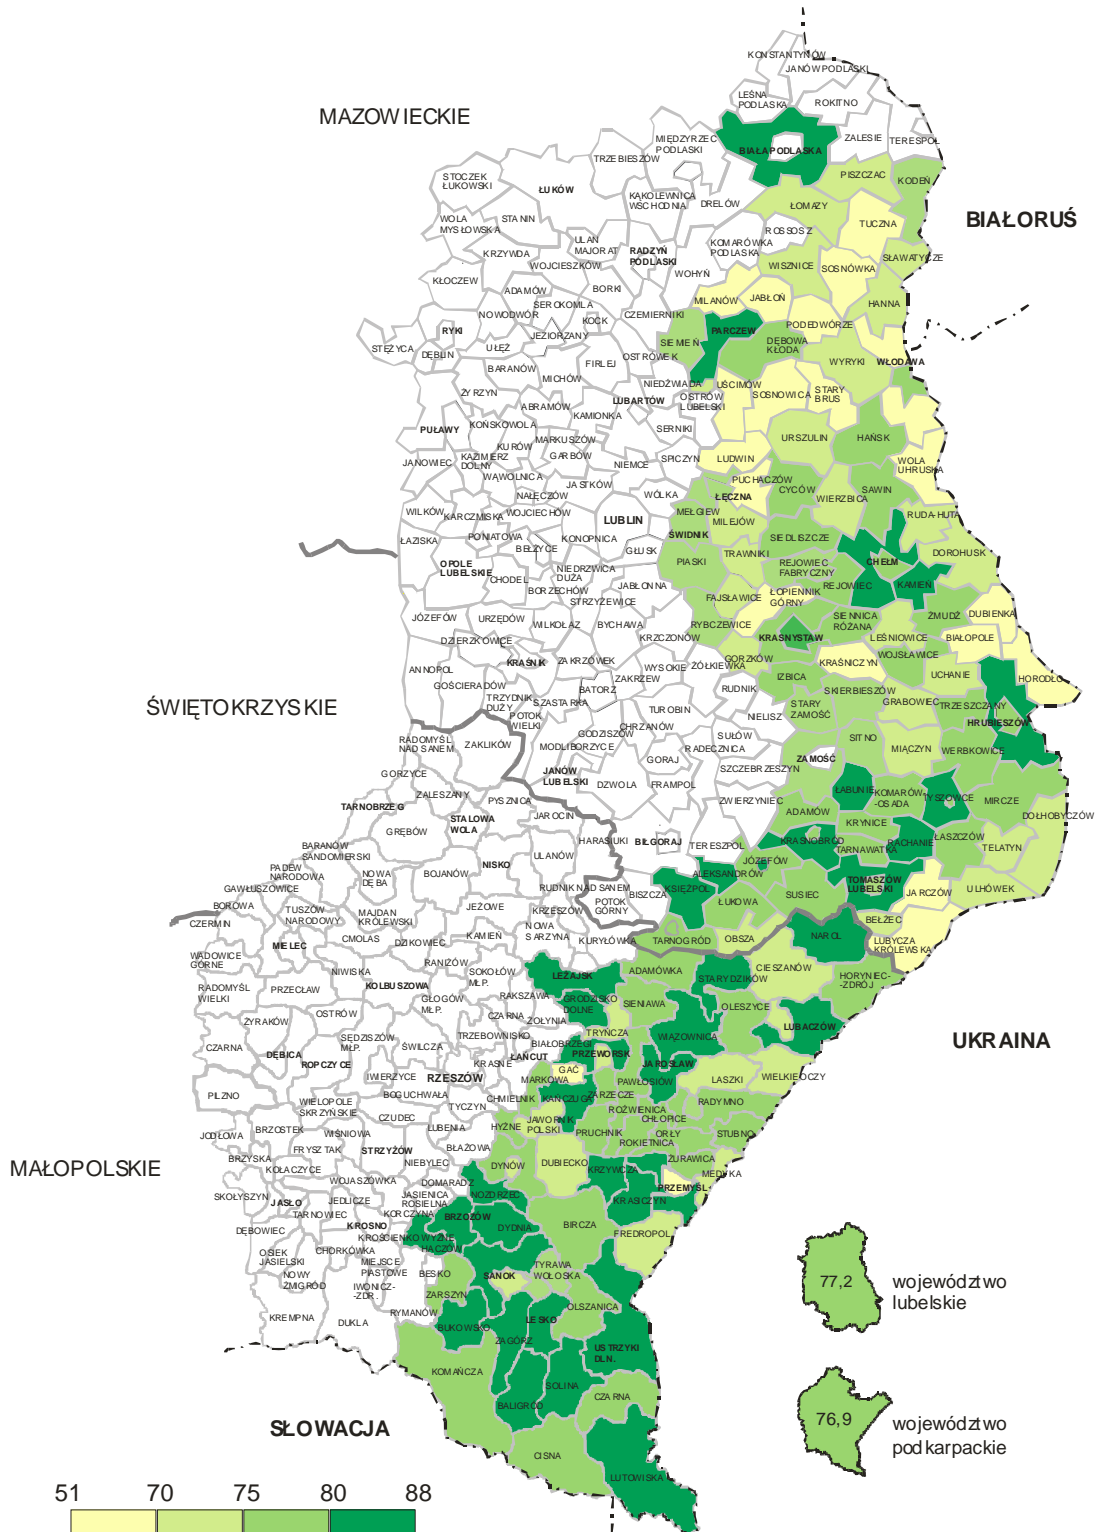 KONSTANTYNÓW
JANÓW PODLASKI
LEŚNA
PODLASKA
ROKITNO
MAZOWIECKIE
MIĘDZYRZEC
PODLASKI
BIAŁA PODLASKA
ZALESIE
TERESPOL
TRZEBIESZÓW
STOCZEK
ŁUKOWSKI
ŁUKÓW
KĄKOLEWNICA
WSCHODNIA
DRELÓW
PISZCZAC
KODEŃ
ŁOMAZY
WOLA
MYSŁOWSKA
STANIN
TUCZNA
BIAŁORUŚ
ROSSOSZ
KRZYWDA
ULAN
MAJORAT
RADZYŃ
PODLASKI
KOMARÓWKA
PODLASKA
WOJCIESZKÓW
WOHYŃ
WISZNICE
SOSNÓWKA
SŁAWATYCZE
KŁOCZEW
ADAMÓW
BORKI
MILANÓW
JABŁOŃ
HANNA
SEROKOMLA
NOWODWÓR
KOCK
CZEMIERNIKI
RYKI
JEZIORZANY
PARCZEW
PODEDWÓRZE
STĘŻYCA
DĘBLIN
UŁĘŻ
SIEMIEŃ
DĘBOWA
KŁODA
OSTRÓWEK
WYRYKI
WŁODAWA
BARANÓW
FIRLEJ
MICHÓW
NIEDŹWIADA
UŚCIMÓW
ŻYRZYN
LUBARTÓW
OSTRÓW
LUBELSKI
SOSNOWICA
STARY
BRUS
ABRAMÓW
KAMIONKA
PUŁAWY
KOŃSKOWOLA
SERNIKI
MARKUSZÓW
URSZULIN
HAŃSK
KURÓW
GARBÓW
JANOWIEC
KAZIMIERZ
DOLNY
NIEMCE
SPICZYN
LUDWIN
WOLA
UHRUSKA
WĄWOLNICA
JASTKÓW
PUCHACZÓW
CYCÓW
SAWIN
NAŁĘCZÓW
WÓLKA
ŁĘCZNA
WIERZBICA
WILKÓW
KARCZMISKA
WOJCIECHÓW
LUBLIN
MEŁGIEW
MILEJÓW
RUDA-HUTA
ŁAZISKA
PONIATOWA
BEŁŻYCE
KONOPNICA
GŁUSK
ŚWIDNIK
SIEDLISZCZE
DOROHUSK
OPOLE
LUBELSKIE
NIEDRZWICA
DUŻA
PIASKI
TRAWNIKI
REJOWIEC
FABRYCZNY
CHEŁM
CHODEL
BORZECHÓW
JABŁONNA
REJOWIEC
KAMIEŃ
STRZYŻEWICE
FAJSŁAWICE
ŁOPIENNIK
GÓRNY
JÓZEFÓW
URZĘDÓW
WILKOŁAZ
BYCHAWA
RYBCZEWICE
SIENNICA
RÓŻANA
ŻMUDŹ
DUBIENKA
DZIERZKOWICE
KRZCZONÓW
KRASNYSTAW
LEŚNIOWICE
BIAŁOPOLE
KRAŚNIK
ZAKRZÓWEK
WYSOKIE
ŻÓŁKIEWKA
GORZKÓW
KRAŚNICZYN
WOJSŁAWICE
ANNOPOL
GOŚCIERADÓW
ZAKRZEW
IZBICA
UCHANIE
HORODŁO
TRZYDNIK
DUŻY
SZASTARKA
BATORZ
RUDNIK
SKIERBIESZÓW
GRABOWIEC
TRZESZCZANY
ŚWIĘTOKRZYSKIE
POTOK
WIELKI
TUROBIN
NIELISZ
STARY
ZAMOŚĆ
HRUBIESZÓW
CHRZANÓW
GODZISZÓW
SUŁÓW
SITNO
RADOMYŚL
NAD SANEM
ZAKLIKÓW
MODLIBORZYCE
RADECZNICA
MIĄCZYN
WERBKOWICE
GORAJ
SZCZEBRZESZYN
ZAMOŚĆ
GORZYCE
JANÓW
LUBELSKI
DZWOLA
FRAMPOL
ŁABUNIE
KOMARÓW-
-OSADA
TYSZOWCE
MIRCZE
ZALESZANY
PYSZNICA
ZWIERZYNIEC
TARNOBRZEG
STALOWA
WOLA
JAROCIN
ADAMÓW
KRYNICE
DOŁHOBYCZÓW
GRĘBÓW
HARASIUKI
BIŁGORAJ
TERESZPOL
KRASNOBRÓD
TARNAWATKA
RACHANIE
ŁASZCZÓW
BARANÓW
SANDOMIERSKI
ULANÓW
TELATYN
PADEW
NARODOWA
NISKO
JÓZEFÓW
NOWA
DĘBA
BOJANÓW
ALEKSANDRÓW
TOMASZÓW
LUBELSKI
GAWŁUSZOWICE
RUDNIK NAD SANEM
BISZCZA
KSIĘŻPOL
SUSIEC
JARCZÓW
ULHÓWEK
BOROWA
TUSZÓW
NARODOWY
MAJDAN
KRÓLEWSKI
JEŻOWE
POTOK
GÓRNY
ŁUKOWA
CZERMIN
KRZESZÓW
BEŁŻEC
MIELEC
CMOLAS
DZIKOWIEC
KAMIEŃ
NOWA
SARZYNA
KURYŁÓWKA
TARNOGRÓD
OBSZA
NAROL
LUBYCZA
KRÓLEWSKA
WADOWICE
GÓRNE
NIWISKA
RANIŻÓW
SOKOŁÓW
MŁP.
LEŻAJSK
ADAMÓWKA
STARY DZIKÓW
CIESZANÓW
HORYNIEC-
-ZDRÓJ
RADOMYŚL
WIELKI
PRZECŁAW
KOLBUSZOWA
RAKSZAWA
GRODZISKO
DOLNE
SIENIAWA
OLESZYCE
GŁOGÓW
MŁP.
CZARNA
ŻOŁYNIA
ŻYRAKÓW
OSTRÓW
TRYŃCZA
WIĄZOWNICA
LUBACZÓW
UKRAINA
SĘDZISZÓW
MŁP.
TRZEBOWNISKO
CZARNA
ŚWILCZA
BIAŁOBRZEGI
DĘBICA
ROPCZYCE
KRASNE
ŁAŃCUT
PRZEWORSK
JAROSŁAW
GAĆ
IWIERZYCE
RZESZÓW
MARKOWA
PAWŁOSIÓW
LASZKI
WIELKIE OCZY
PILZNO
BOGUCHWAŁA
CHMIELNIK
KAŃCZUGA
ZARZECZE
RADYMNO
WIELOPOLE
SKRZYŃSKIE
TYCZYN
ROŹWIENICA
CZUDEC
JAWORNIK
POLSKI
CHŁOPICE
JODŁOWA
BRZOSTEK
WIŚNIOWA
LUBENIA
HYŻNE
PRUCHNIK
ORŁY
STUBNO
ROKIETNICA
FRYSZTAK
STRZYŻÓW
BŁAŻOWA
BRZYSKA
KOŁACZYCE
NIEBYLEC
DYNÓW
DUBIECKO
ŻURAWICA
MAŁOPOLSKIE
KRZYWCZA
MEDYKA
SKOŁYSZYN
WOJASZÓWKA
DOMARADZ
PRZEMYŚL
JASŁO
JEDLICZE
JASIENICA
ROSIELNA
NOZDRZEC
KRASICZYN
TARNOWIEC
KORCZYNA
BRZOZÓW
DĘBOWIEC
KROSNO
DYDNIA
BIRCZA
KROŚCIENKO WYŻNE
FREDROPOL
CHORKÓWKA
HACZÓW
OSIEK
JASIELSKI
MIEJSCE
PIASTOWE
TYRAWA
WOŁOSKA
NOWY
ŻMIGRÓD
BESKO
SANOK
IWONICZ-
ZDR.
ZARSZYN
77,2
województwo
lubelskie
RYMANÓW
OLSZANICA
KREMPNA
DUKLA
BUKOWSKO
LESKO
ZAGÓRZ
USTRZYKI
DLN.
KOMAŃCZA
SOLINA
CZARNA
BALIGRÓD
76,9
województwo
podkarpackie
SŁOWACJA
CISNA
LUTOWISKA
51 70 75 80 88